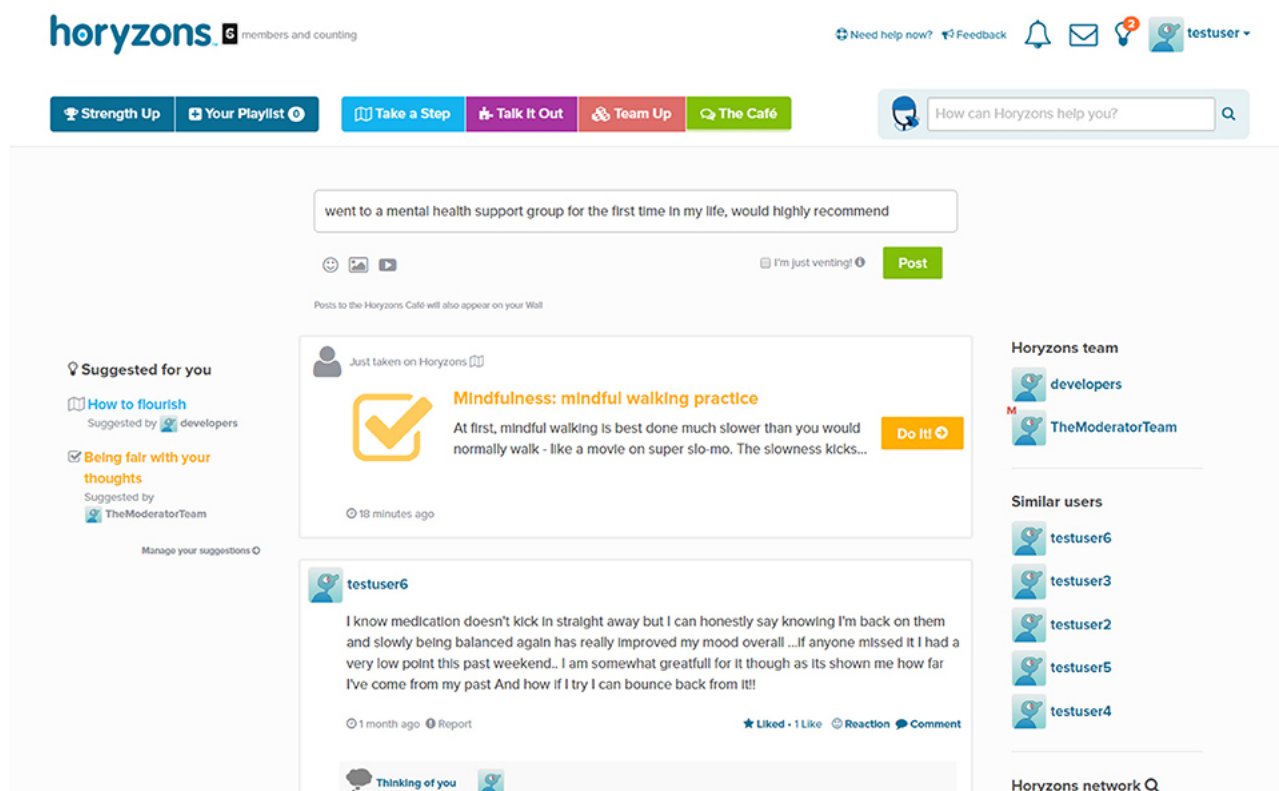 horyzons 6 members and counting
Need help now? Feedback 2 testuser
Strength Up Your Playlist 0 Take a Step Talk It Out Team Up The Café How can Horyzons help you?
went to a mental health support group for the first time in my life, would highly recommend
I'm just venting! Post
Posts to the Horyzons Café will also appear on your Wall
Suggested for you
How to flourish
Suggested by developers
Being fair with your
thoughts
Suggested by
TheModeratorTeam
Manage your suggestions
Just taken on Horyzons
Mindfulness: mindful walking practice
At first, mindful walking is best done much slower than you would
normally walk - like a movie on super slo-mo. The slowness kicks...
Do It!
18 minutes ago
testuser6
I know medication doesn't kick in straight away but I can honestly say knowing I'm back on them
and slowly being balanced again has really improved my mood overall ...if anyone missed it I had a
very low point this past weekend.. I am somewhat greatfull for it though as its shown me how far
I've come from my past And how if I try I can bounce back from it!!
1 month ago Report Liked • 1 Like Reaction Comment
Thinking of you
Horyzons team
developers
M
TheModeratorTeam
Similar users
testuser6
testuser3
testuser2
testuser5
testuser4
Horyzons network